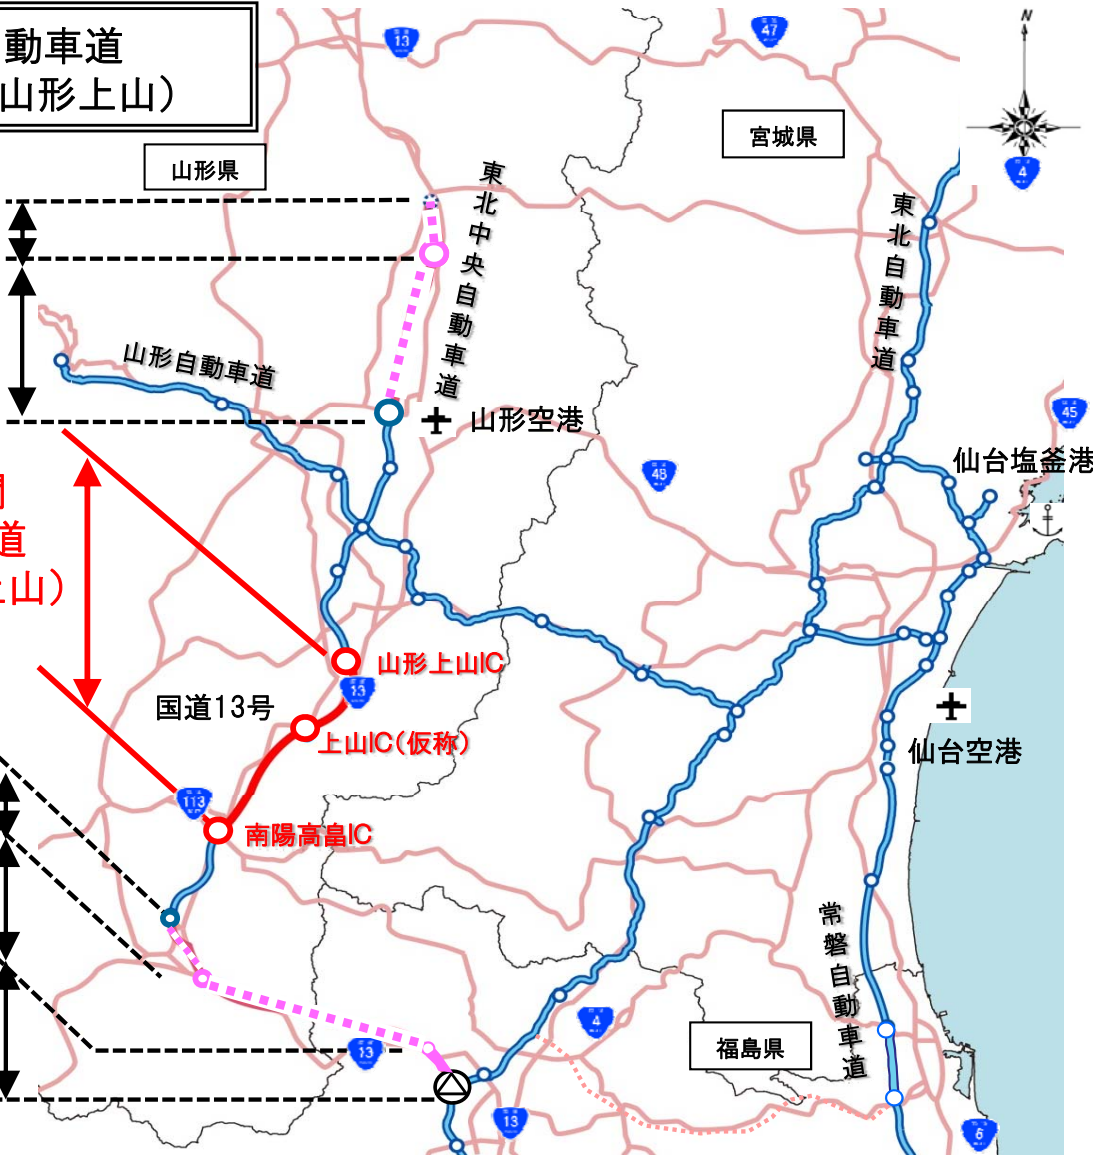 動車道
山形上山）
13
47
N
宮城県
山形県
4
東北中央自動車道
東北自動車道
山形自動車道
山形空港
45
48
仙台塩釜港
間
道
上山）
山形上山IC
13
国道13号
上山IC（仮称）
仙台空港
113
南陽高畠IC
常磐自動車道
4
福島県
13
13
6